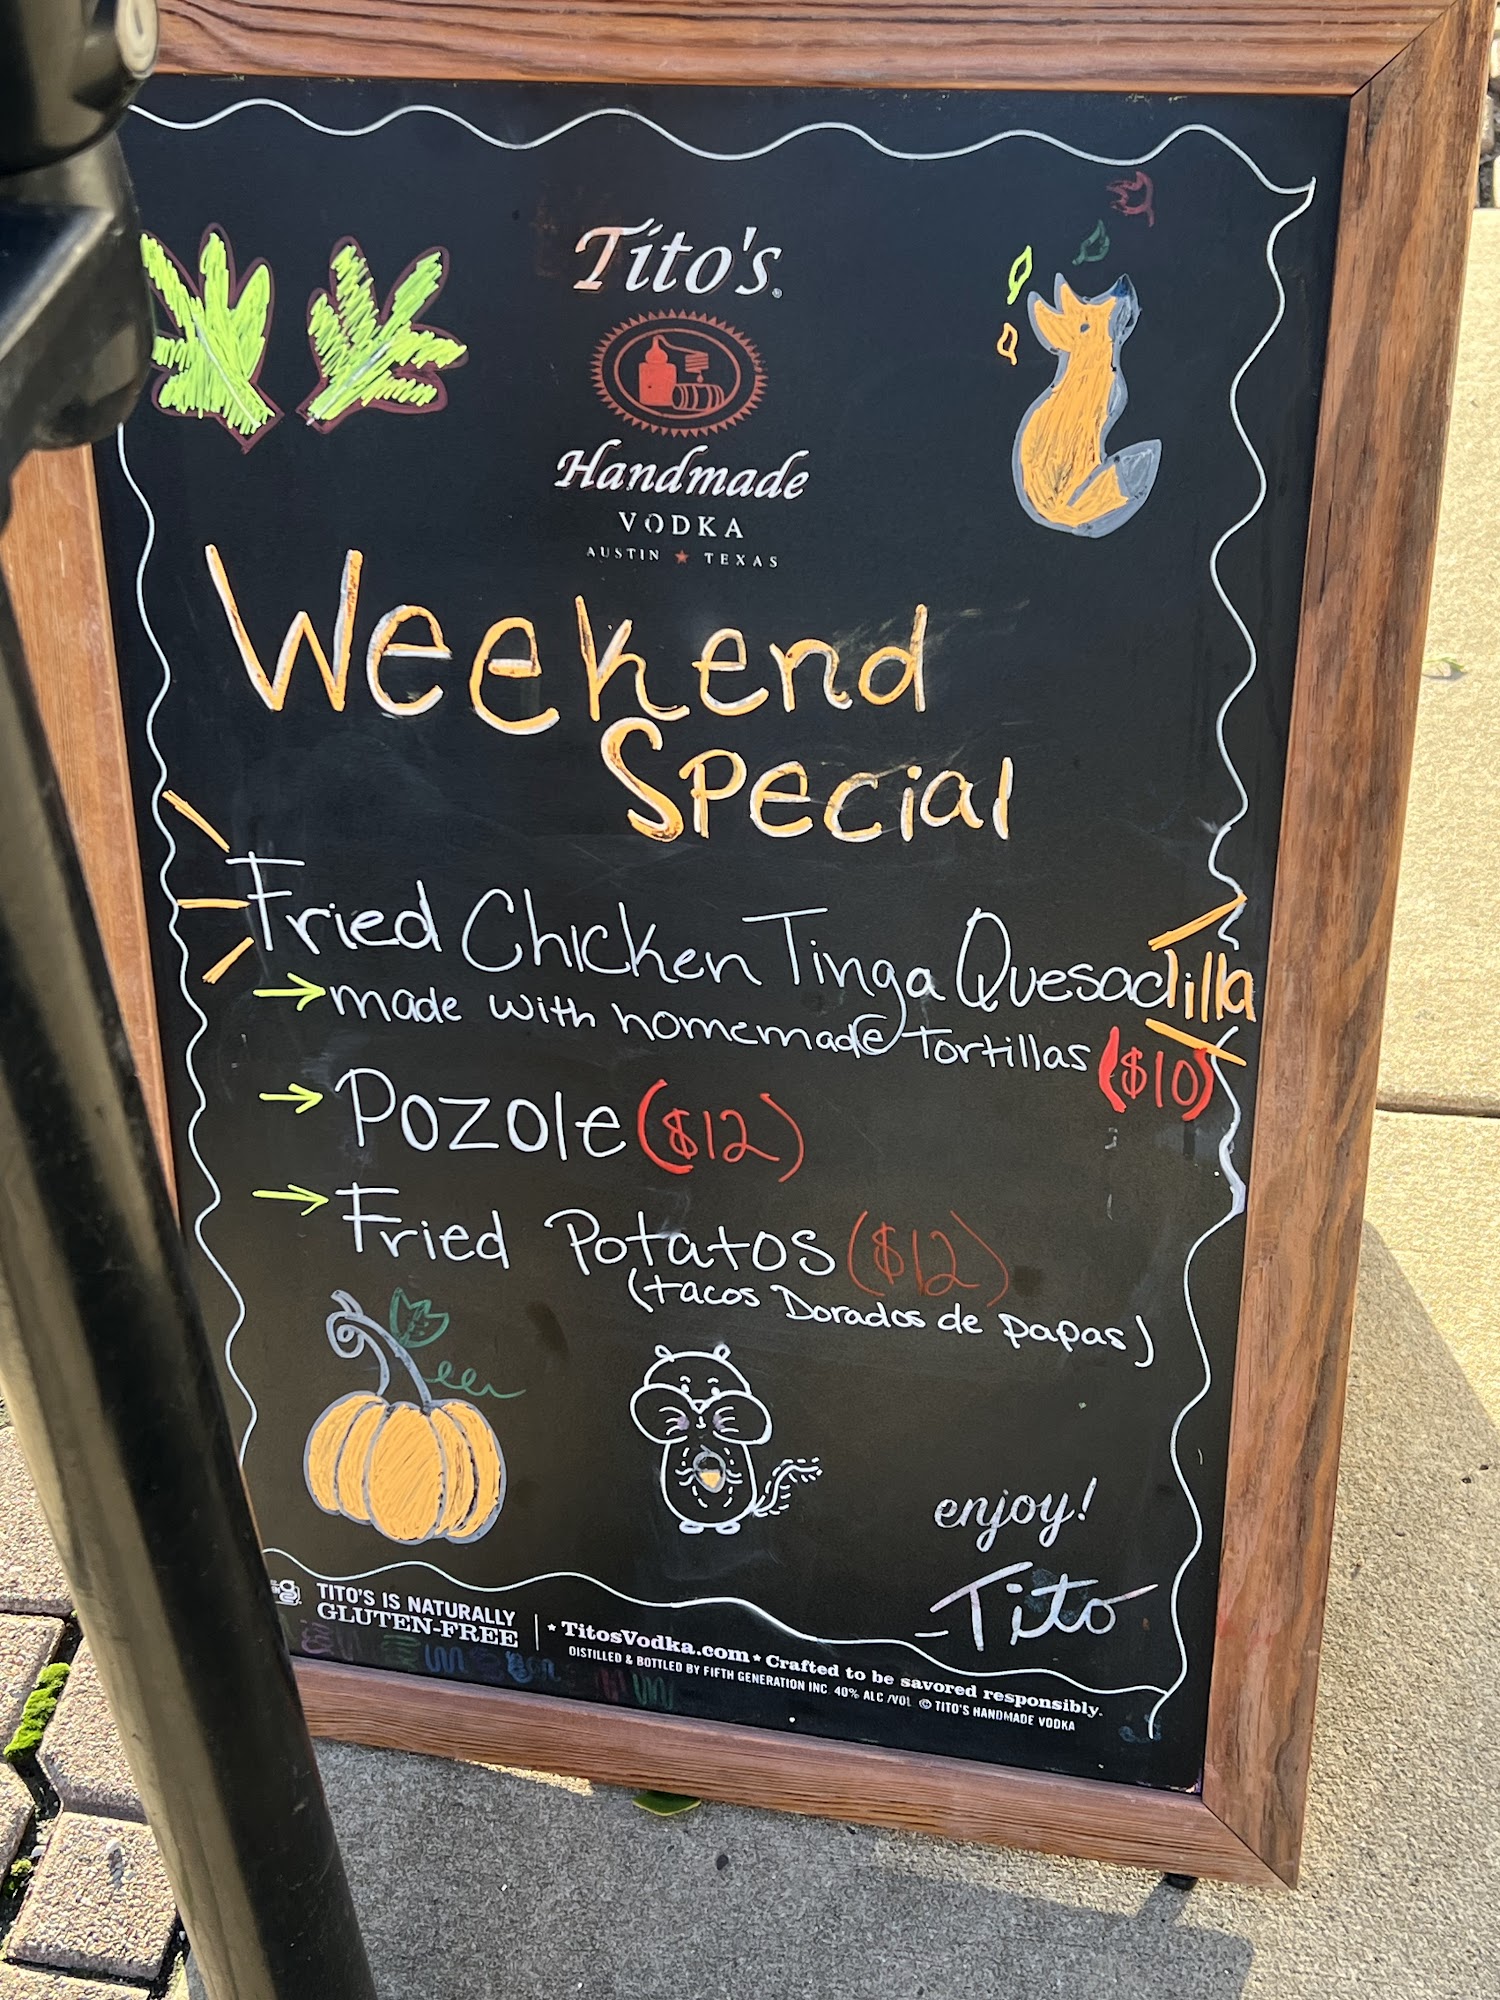 Tito's
Handmade
VODKA
AUSTIN ★ TEXAS
Weekend
Special
Fried Chicken Tinga Quesadilla
→ made with homemade Tortillas ($10)
→ Pozole ($12)
→ Fried Potatos ($12)
(tacos Dorados de papas)
enjoy!
-Tito
TITO'S IS NATURALLY
GLUTEN-FREE
★ TitosVodka.com ★ Crafted to be savored responsibly.
DISTILLED & BOTTLED BY FIFTH GENERATION INC. 40% ALC/VOL © TITO'S HANDMADE VODKA